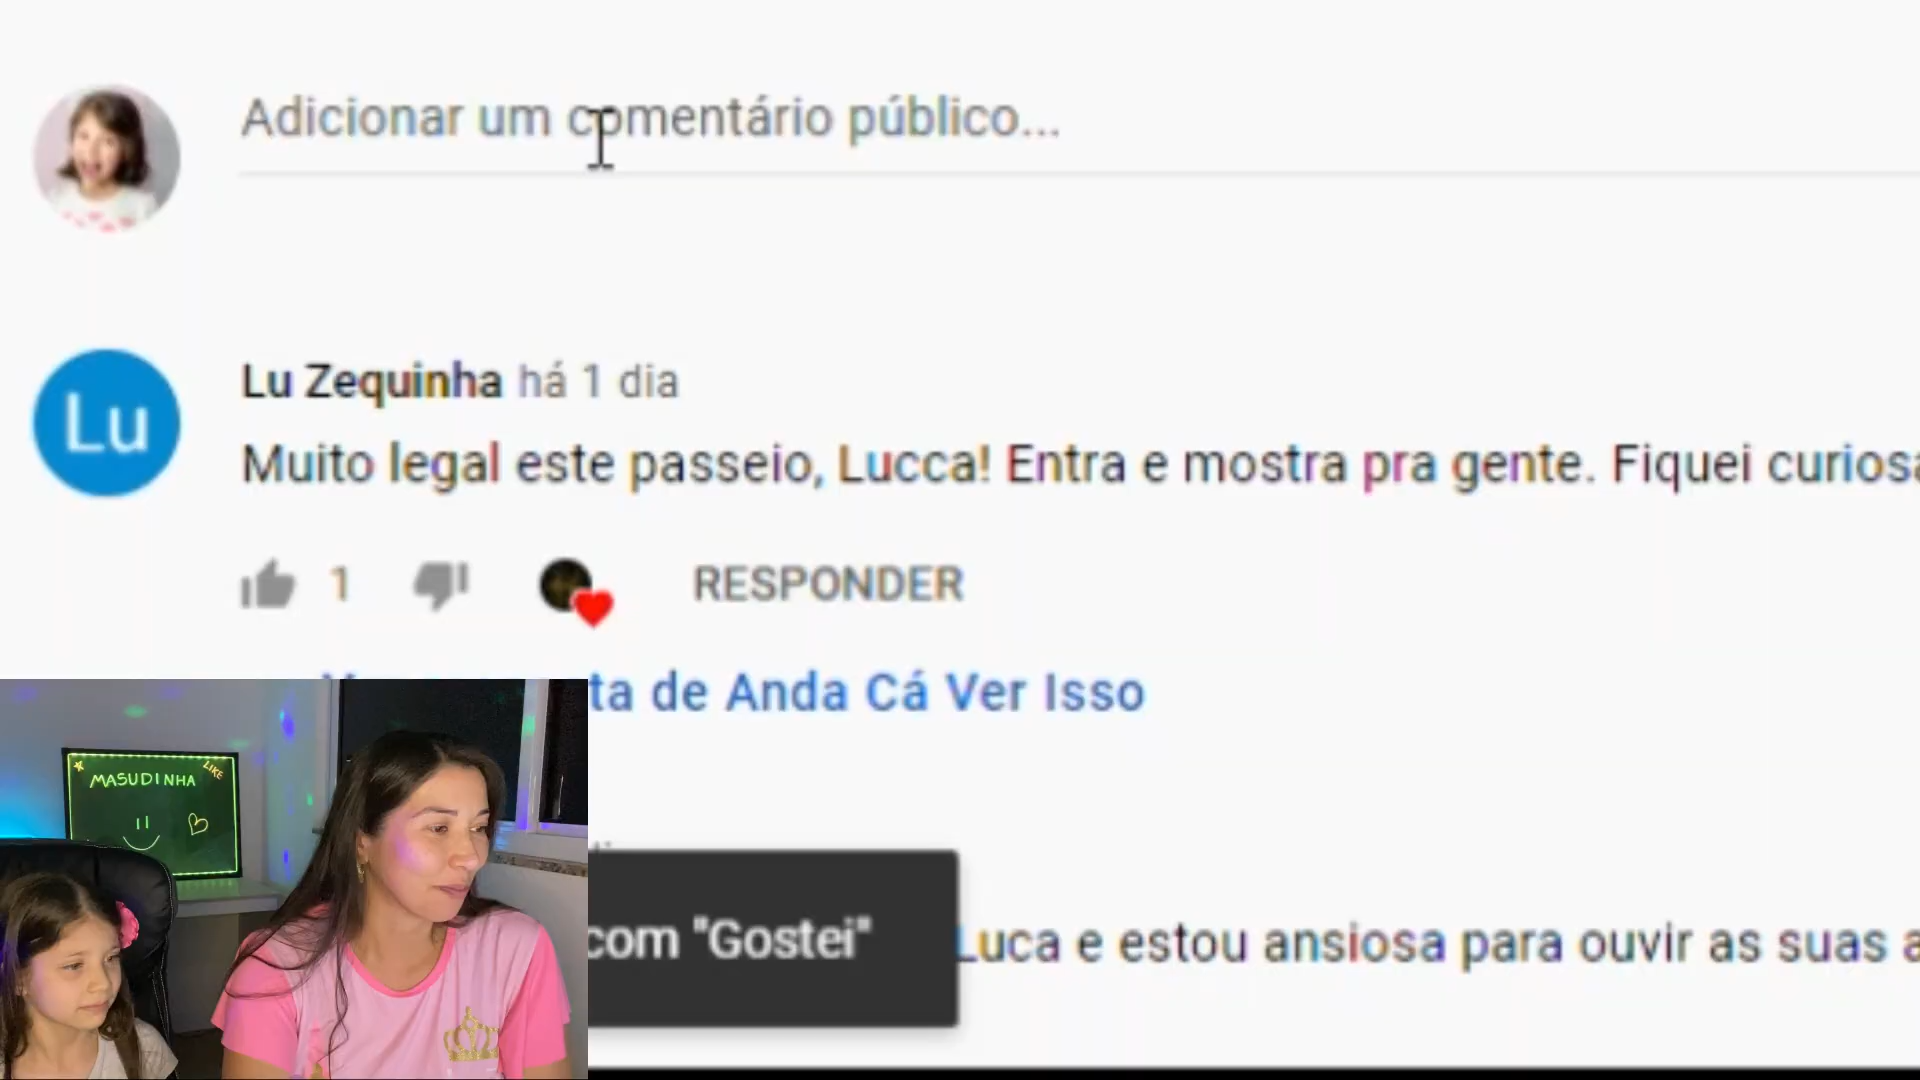 Adicionar um comentário público...
Lu
Lu Zequinha há 1 dia
Muito legal este passeio, Lucca! Entra e mostra pra gente. Fiquei curiosa
1
RESPONDER
ta de Anda Cá Ver Isso
MASUDINHA
LIKE
com "Gostei"
Luca e estou ansiosa para ouvir as suas a